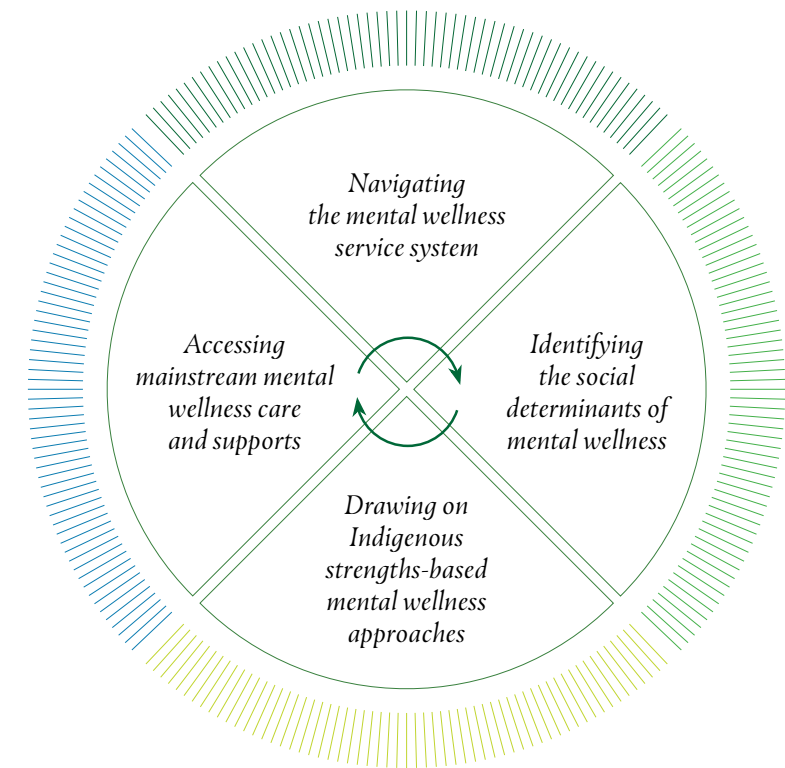 Navigating
the mental wellness
service system
Accessing
mainstream mental
wellness care
and supports
Identifying
the social
determinants of
mental wellness
Drawing on
Indigenous
strengths-based
mental wellness
approaches